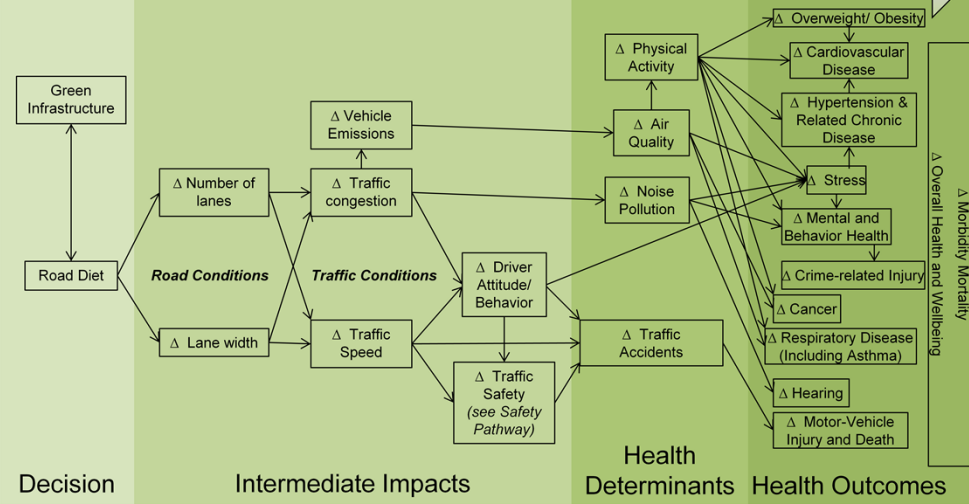 Green
Infrastructure
Road Diet
Decision
Δ Number of
lanes
Road Conditions
Δ Lane width
Δ Vehicle
Emissions
Δ Traffic
congestion
Traffic Conditions
Δ Traffic
Speed
Δ Driver
Attitude/
Behavior
Δ Traffic
Safety
(see Safety
Pathway)
Intermediate Impacts
Δ Physical
Activity
Δ Air
Quality
Δ Noise
Pollution
Δ Traffic
Accidents
Health
Determinants
Δ Overweight/ Obesity
Δ Cardiovascular
Disease
Δ Hypertension &
Related Chronic
Disease
Δ Stress
Δ Mental and
Behavior Health
Δ Crime-related Injury
Δ Cancer
Δ Respiratory Disease
(Including Asthma)
Δ Hearing
Δ Motor-Vehicle
Injury and Death
Health Outcomes
Δ Morbidity Mortality
Δ Overall Health and Wellbeing